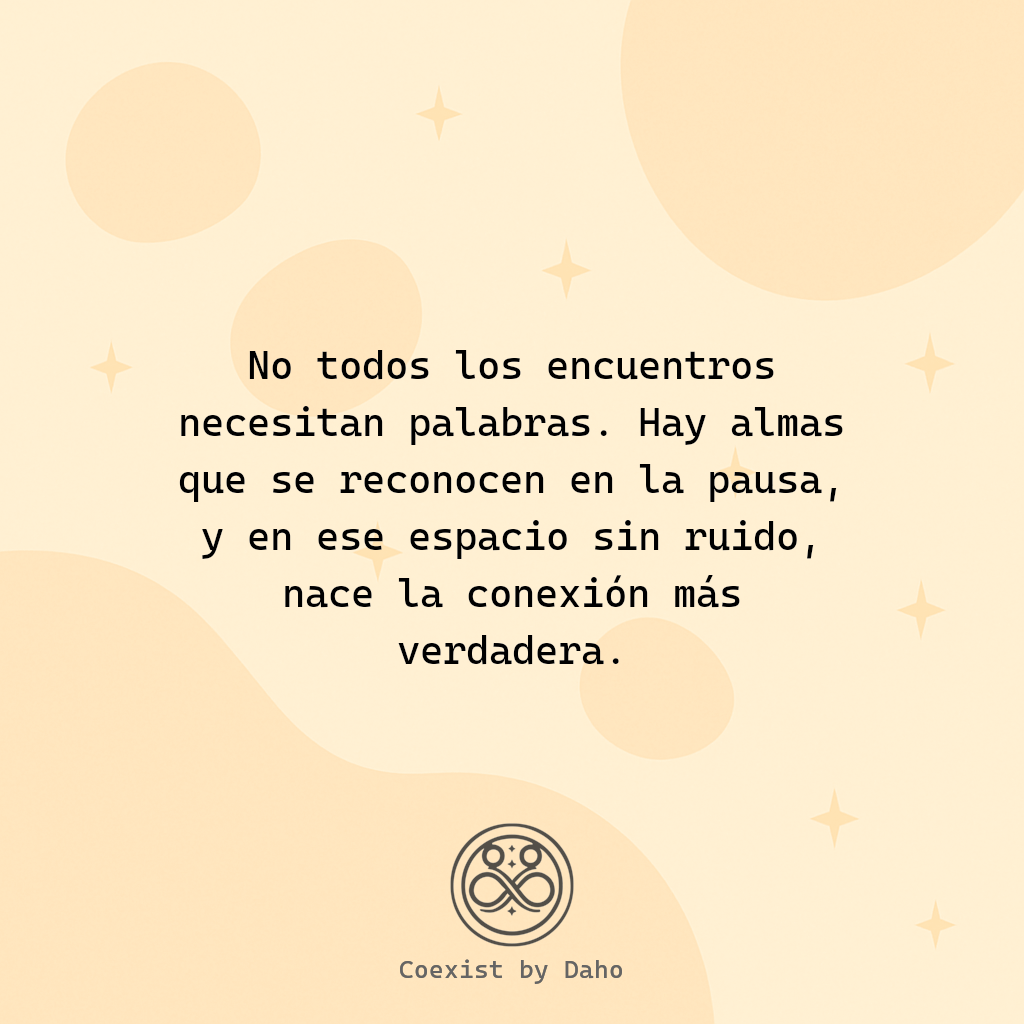 No todos los encuentros
necesitan palabras. Hay almas
que se reconocen en la pausa,
y en ese espacio sin ruido,
nace la conexión más
verdadera.
Coexist by Daho